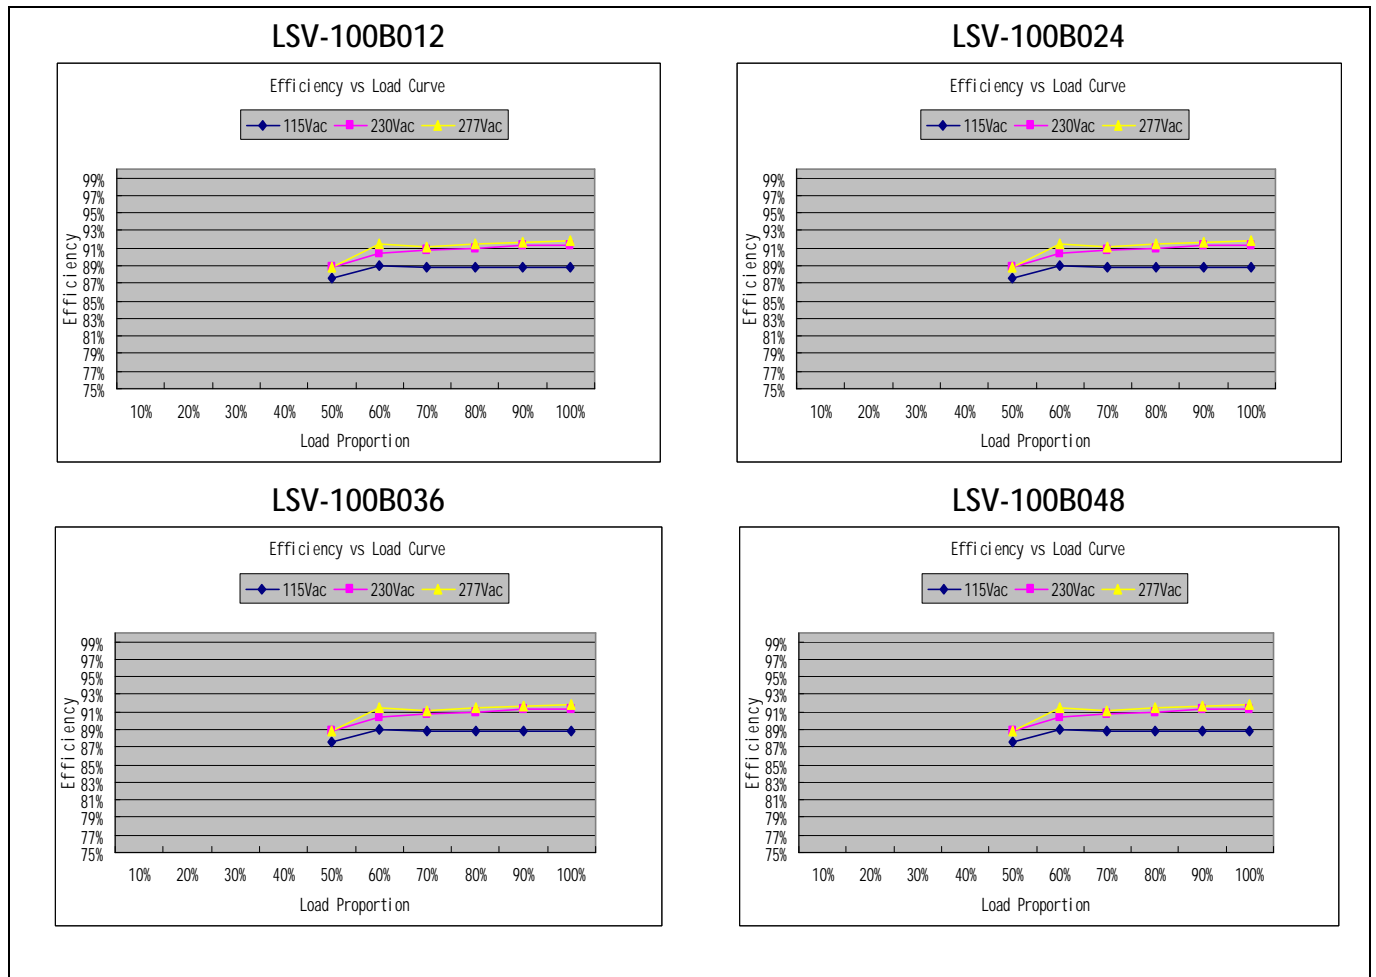 LSV-100B012
Efficiency vs Load Curve
115Vac 230Vac 277Vac
Efficiency
99%
97%
95%
93%
91%
89%
87%
85%
83%
81%
79%
77%
75%
10% 20% 30% 40% 50% 60% 70% 80% 90% 100%
Load Proportion
LSV-100B024
Efficiency vs Load Curve
115Vac 230Vac 277Vac
Efficiency
99%
97%
95%
93%
91%
89%
87%
85%
83%
81%
79%
77%
75%
10% 20% 30% 40% 50% 60% 70% 80% 90% 100%
Load Proportion
LSV-100B036
Efficiency vs Load Curve
115Vac 230Vac 277Vac
Efficiency
99%
97%
95%
93%
91%
89%
87%
85%
83%
81%
79%
77%
75%
10% 20% 30% 40% 50% 60% 70% 80% 90% 100%
Load Proportion
LSV-100B048
Efficiency vs Load Curve
115Vac 230Vac 277Vac
Efficiency
99%
97%
95%
93%
91%
89%
87%
85%
83%
81%
79%
77%
75%
10% 20% 30% 40% 50% 60% 70% 80% 90% 100%
Load Proportion